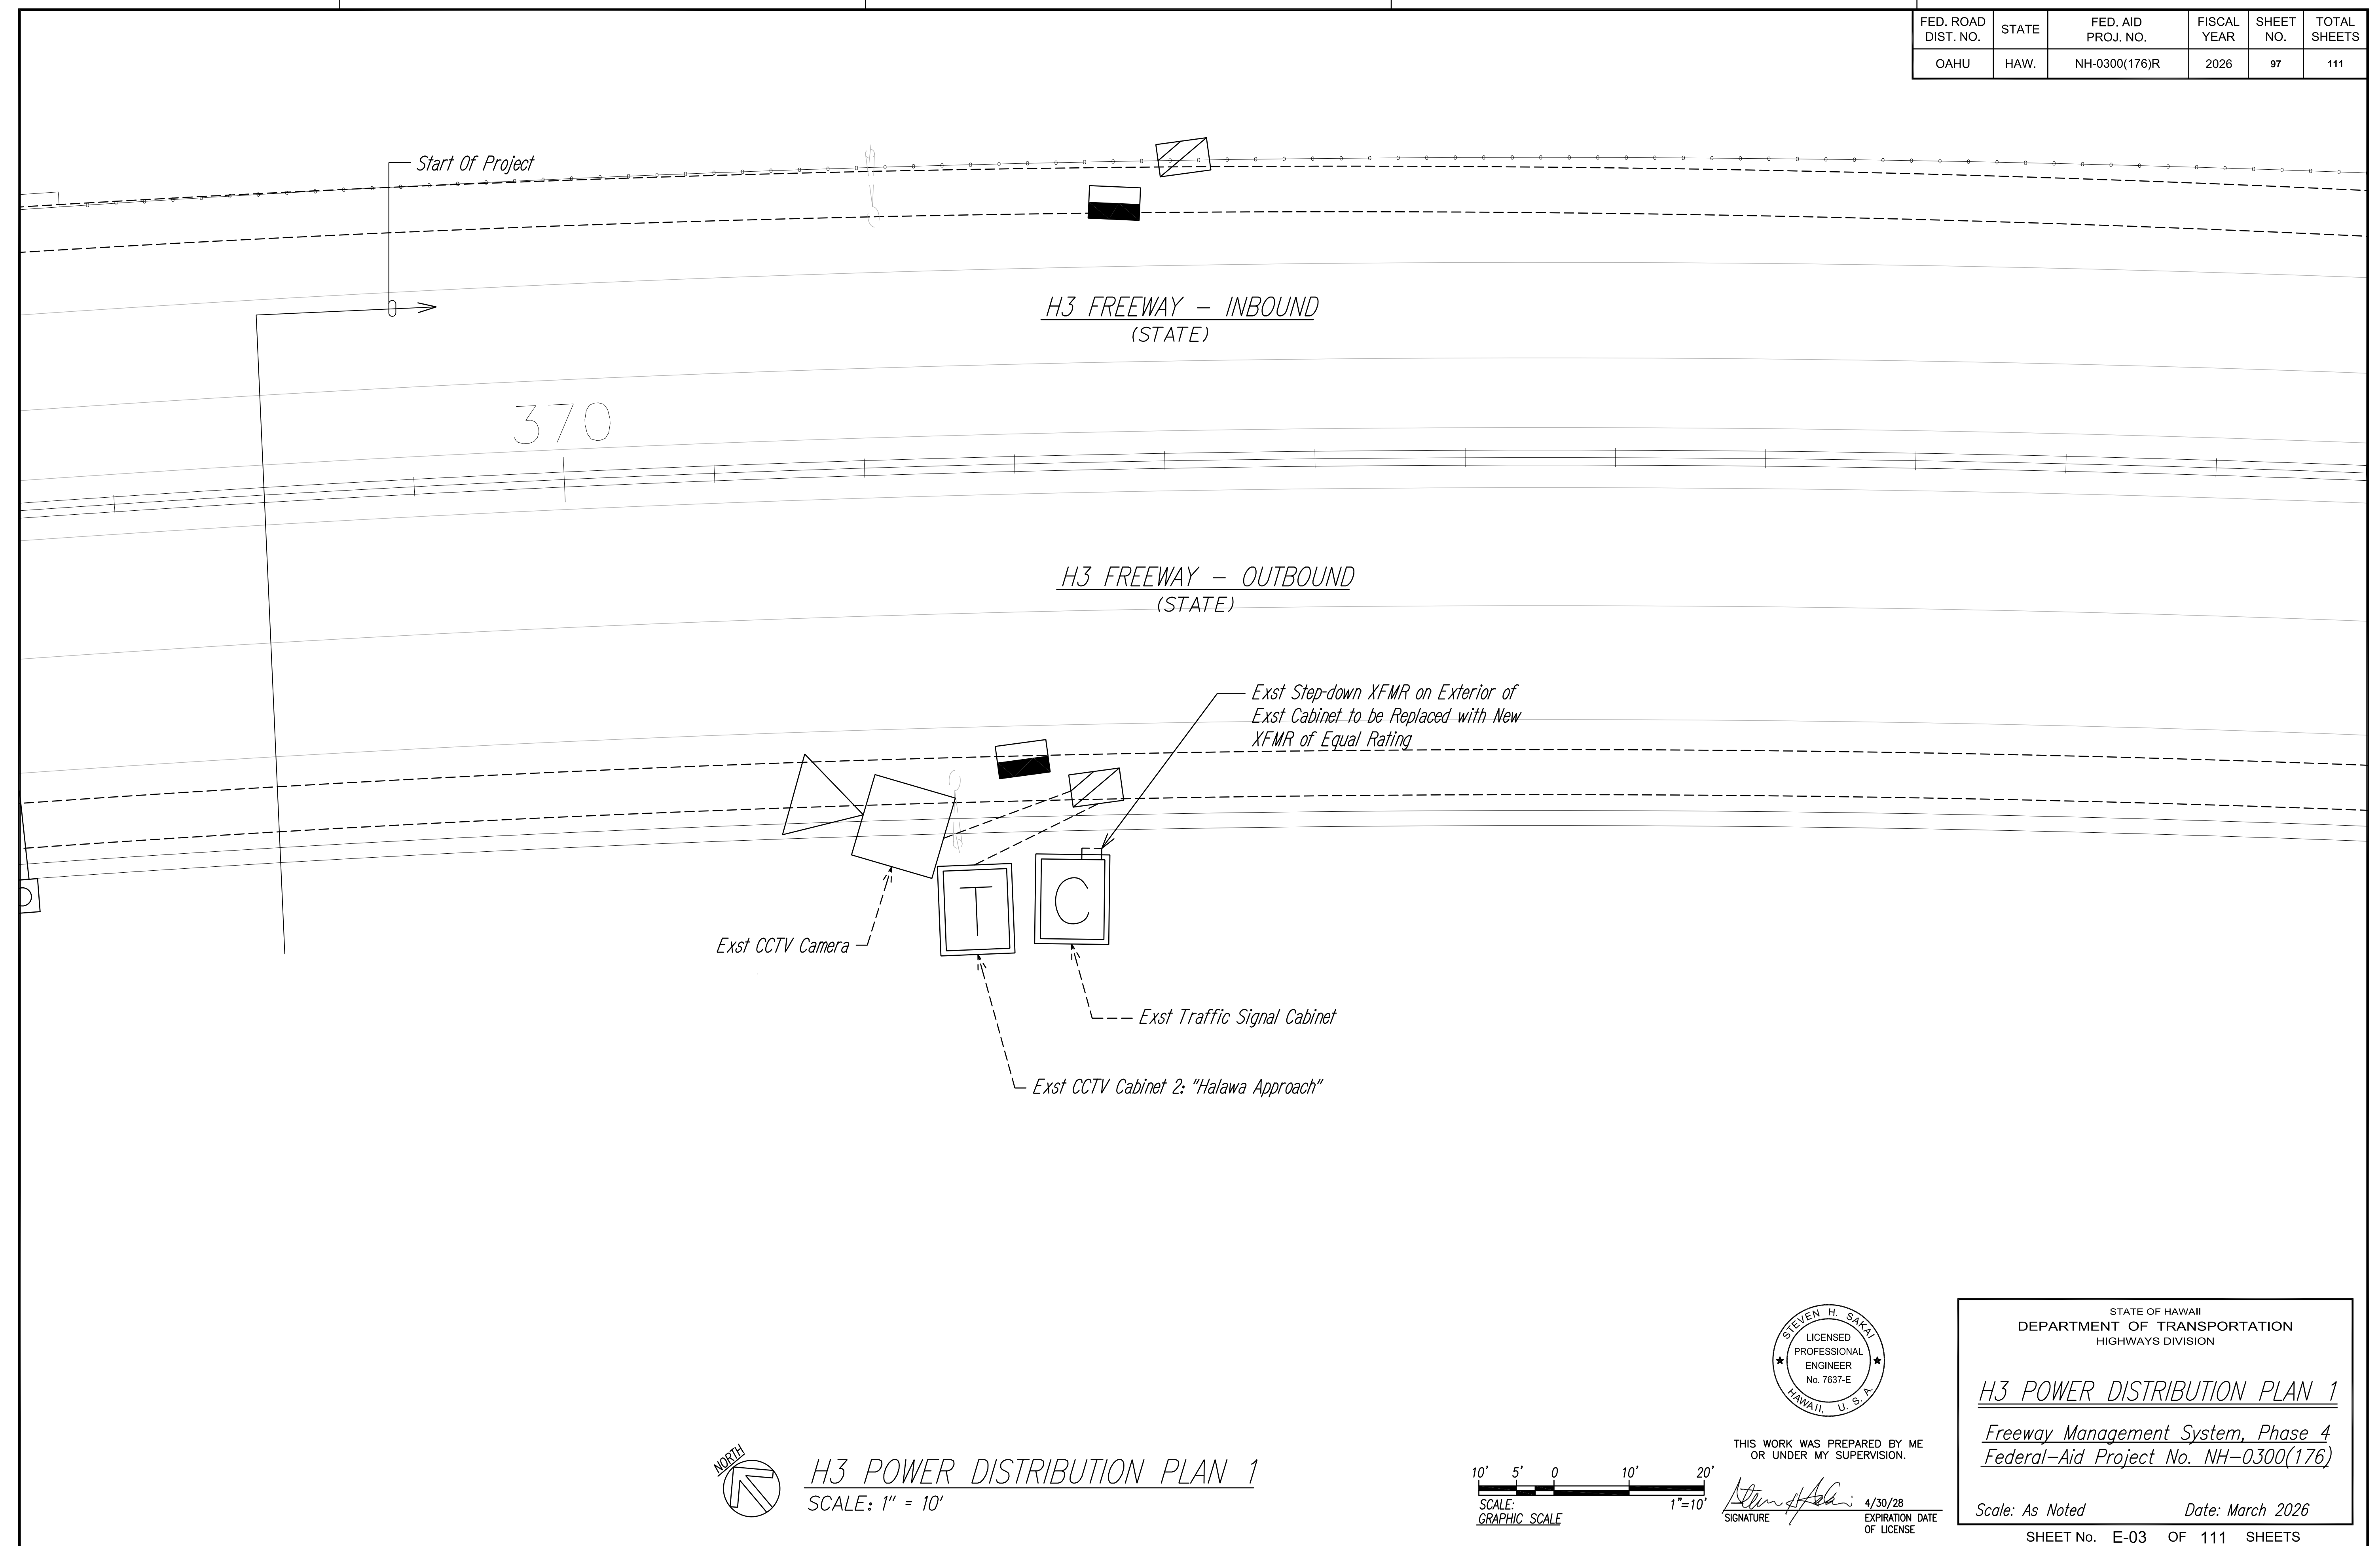 FED. ROAD DIST. NO.
STATE
FED. AID PROJ. NO.
FISCAL YEAR
SHEET NO.
TOTAL SHEETS
OAHU
HAW.
NH-0300(176)R
2026
97
111
Start Of Project
H3 FREEWAY – INBOUND
(STATE)
370
H3 FREEWAY – OUTBOUND
(STATE)
Exst Step-down XFMR on Exterior of
Exst Cabinet to be Replaced with New
XFMR of Equal Rating
T
C
Exst CCTV Camera
Exst Traffic Signal Cabinet
Exst CCTV Cabinet 2: "Halawa Approach"
NORTH
H3 POWER DISTRIBUTION PLAN 1
SCALE: 1" = 10'
10' 5' 0 10' 20'
SCALE: 1"=10'
GRAPHIC SCALE
STEVEN H. SAKAI
LICENSED
PROFESSIONAL
ENGINEER
No. 7637-E
HAWAII, U. S. A.
THIS WORK WAS PREPARED BY ME
OR UNDER MY SUPERVISION.
4/30/28
SIGNATURE
EXPIRATION DATE
OF LICENSE
STATE OF HAWAII
DEPARTMENT OF TRANSPORTATION
HIGHWAYS DIVISION
H3 POWER DISTRIBUTION PLAN 1
Freeway Management System, Phase 4
Federal–Aid Project No. NH–0300(176)
Scale: As Noted Date: March 2026
SHEET No. E-03 OF 111 SHEETS